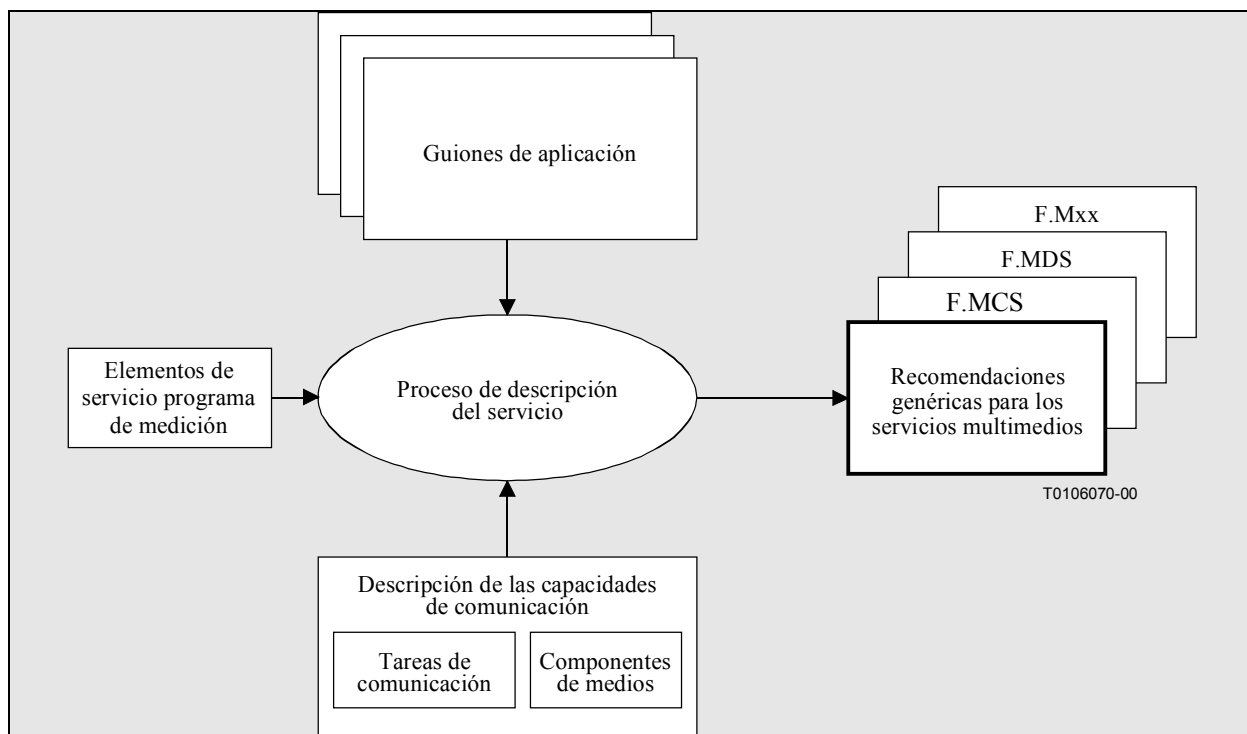 Guiones de aplicación
F.Mxx
F.MDS
F.MCS
Elementos de
servicio programa
de medición
Proceso de descripción
del servicio
Recomendaciones
genéricas para los
servicios multimedios
T0106070-00
Descripción de las capacidades
de comunicación
Tareas de
comunicación
Componentes
de medios